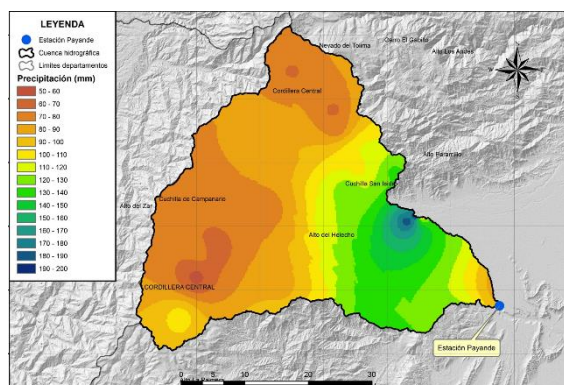 LEYENDA
Estación Payande
Cuenca hidrográfica
Limites departamentos
Precipitación (mm)
50 - 60
60 - 70
70 - 80
80 - 90
90 - 100
100 - 110
110 - 120
120 - 130
130 - 140
140 - 150
150 - 160
160 - 170
170 - 180
180 - 190
190 - 200
Nevado del Tolima
Cerro El Gabito
Alto Los Andes
Cordillera Central
Alto Paramillo
Cuchilla San Isidro
Cuchilla de Campanario
Alto del Zar
Alto del Helecho
CORDILLERA CENTRAL
Estación Payande
0 5 10 20 30